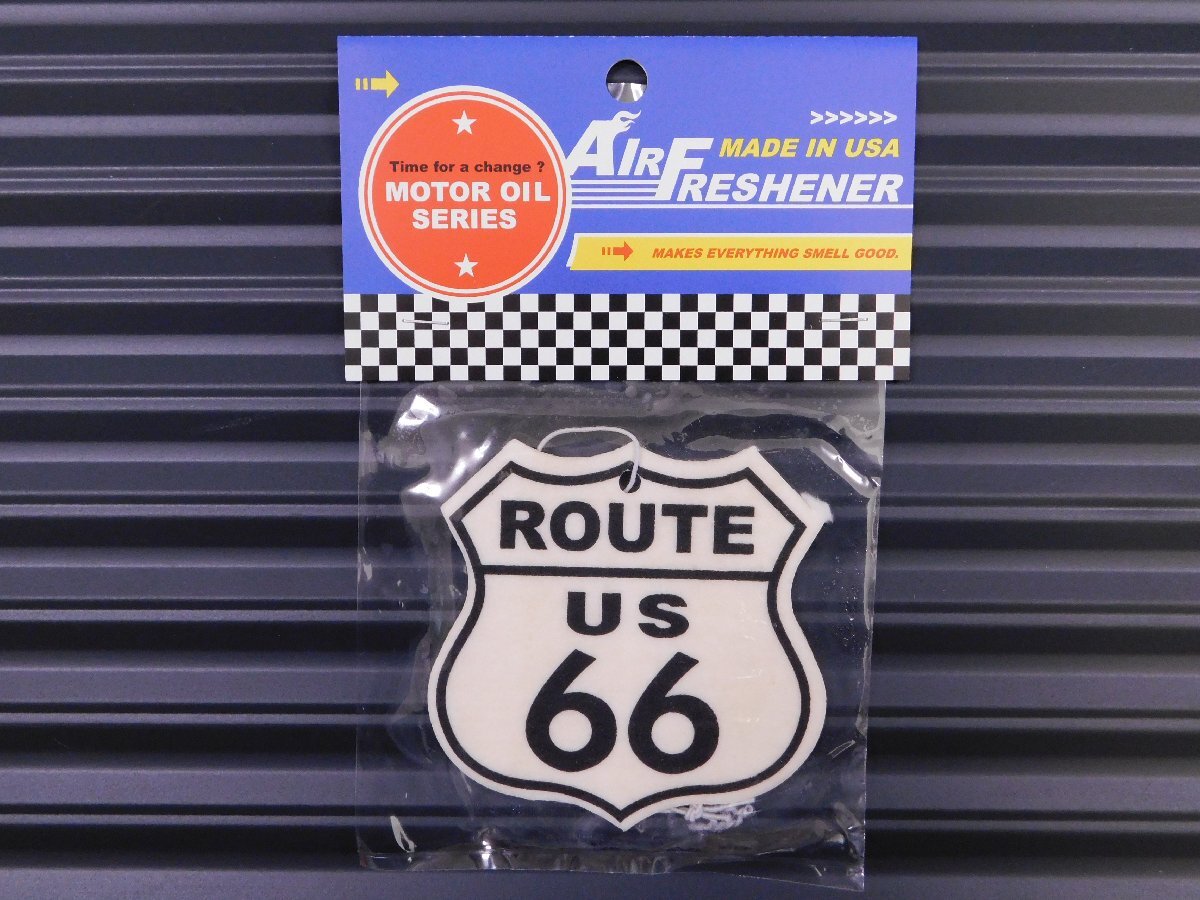 >>>>>>
Time for a change ?
MOTOR OIL
SERIES
MADE IN USA
AIR FRESHENER
MAKES EVERYTHING SMELL GOOD.
ROUTE
US
66